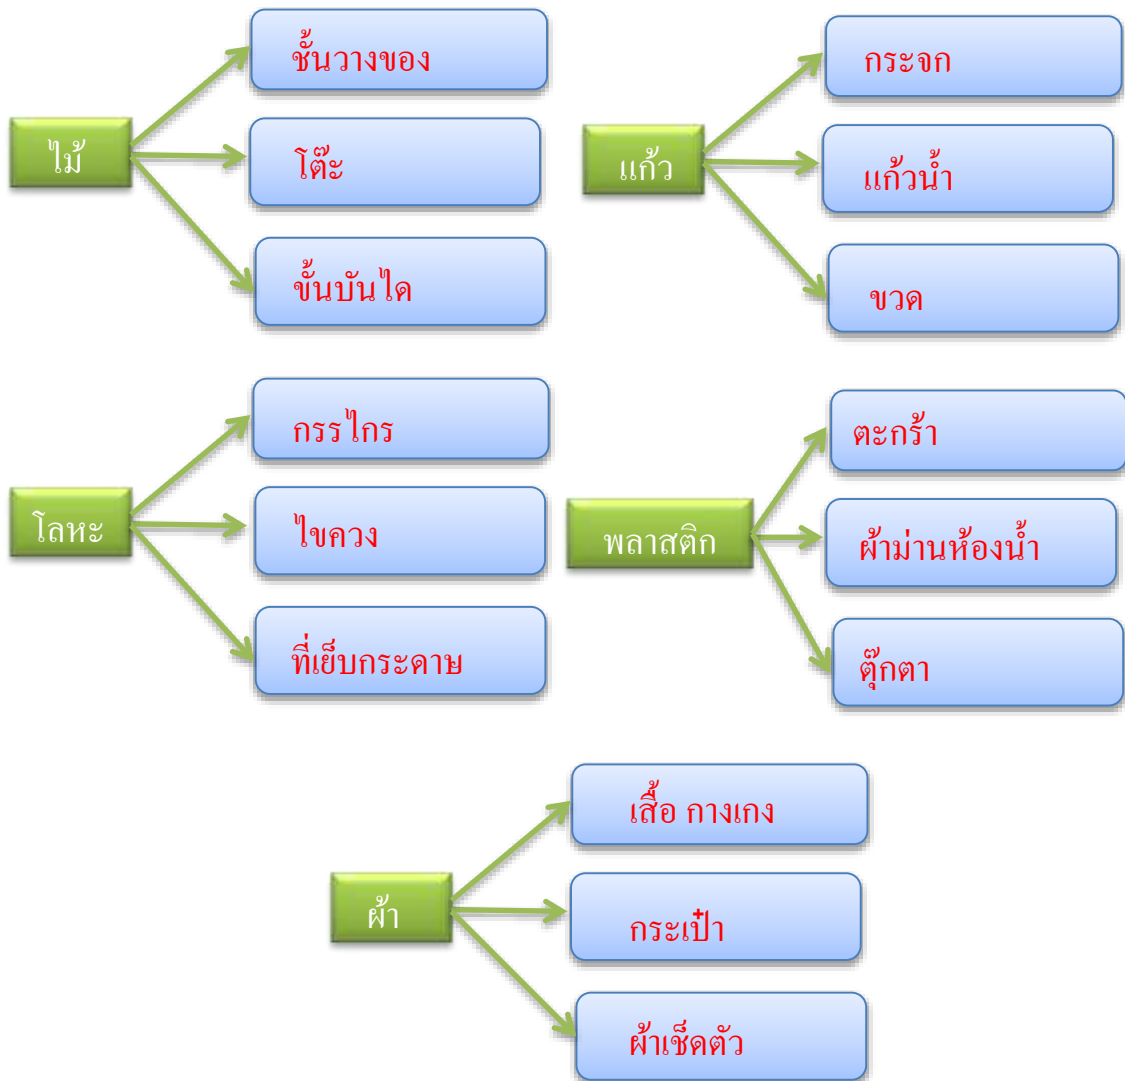 ไม้
ชั้นวางของ
โต๊ะ
ขั้นบันได
แก้ว
กระจก
แก้วน้ำ
ขวด
โลหะ
กรรไกร
ไขควง
ที่เย็บกระดาษ
พลาสติก
ตะกร้า
ผ้าม่านห้องน้ำ
ตุ๊กตา
ผ้า
เสื้อ กางเกง
กระเป๋า
ผ้าเช็ดตัว